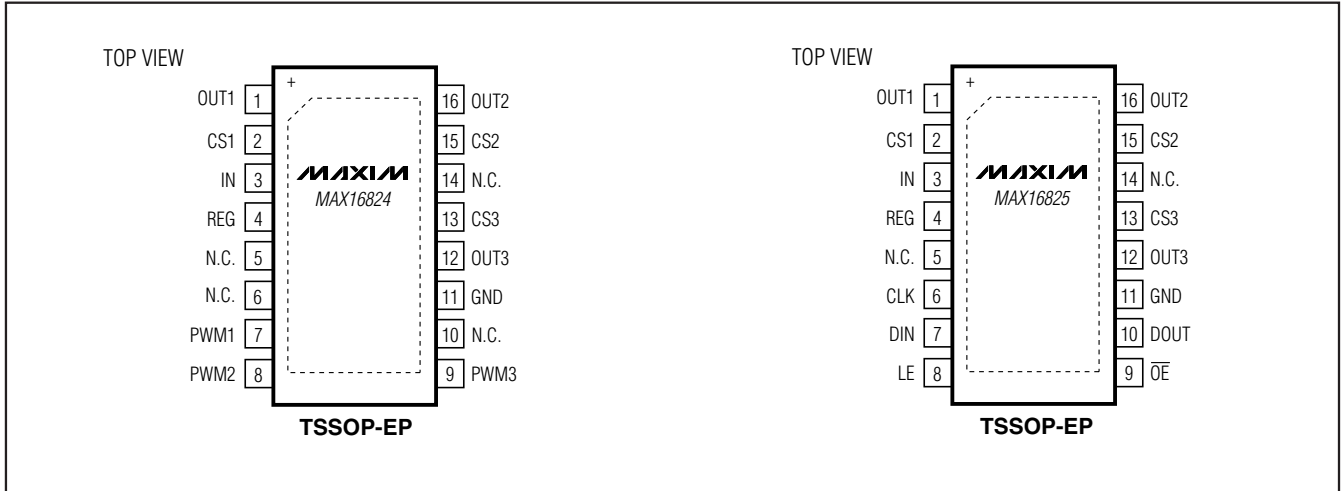 TOP VIEW
+
OUT1 1 16 OUT2
CS1 2 15 CS2
IN 3 14 N.C.
REG 4 13 CS3
N.C. 5 12 OUT3
N.C. 6 11 GND
PWM1 7 10 N.C.
PWM2 8 9 PWM3
MAXIM
MAX16824
TSSOP-EP
TOP VIEW
+
OUT1 1 16 OUT2
CS1 2 15 CS2
IN 3 14 N.C.
REG 4 13 CS3
N.C. 5 12 OUT3
CLK 6 11 GND
DIN 7 10 DOUT
LE 8 9 O̅E̅
MAXIM
MAX16825
TSSOP-EP